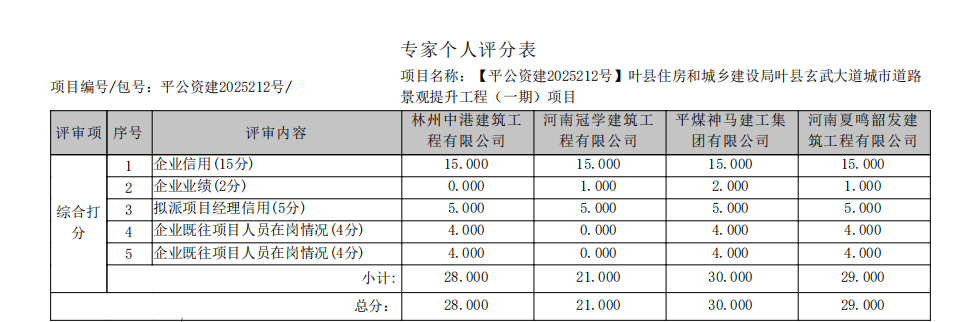 专家个人评分表
项目编号/包号：平公资建2025212号/
项目名称：【平公资建2025212号】叶县住房和城乡建设局叶县玄武大道城市道路
景观提升工程（一期）项目
评审项 序号 评审内容 林州中港建筑工程有限公司 河南冠学建筑工程有限公司 平煤神马建工集团有限公司 河南夏鸣韶发建筑工程有限公司
综合打分
1 企业信用(15分) 15.000 15.000 15.000 15.000
2 企业业绩(2分) 0.000 1.000 2.000 1.000
3 拟派项目经理信用(5分) 5.000 5.000 5.000 5.000
4 企业既往项目人员在岗情况(4分) 4.000 0.000 4.000 4.000
5 企业既往项目人员在岗情况(4分) 4.000 0.000 4.000 4.000
小计: 28.000 21.000 30.000 29.000
总分: 28.000 21.000 30.000 29.000